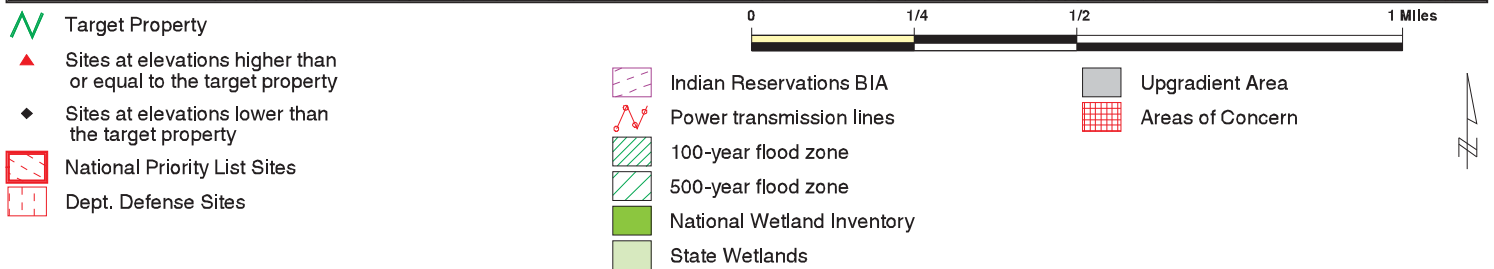 0 1/4 1/2 1 Miles
Target Property
Sites at elevations higher than
or equal to the target property
Sites at elevations lower than
the target property
National Priority List Sites
Dept. Defense Sites
Indian Reservations BIA
Power transmission lines
100-year flood zone
500-year flood zone
National Wetland Inventory
State Wetlands
Upgradient Area
Areas of Concern
N